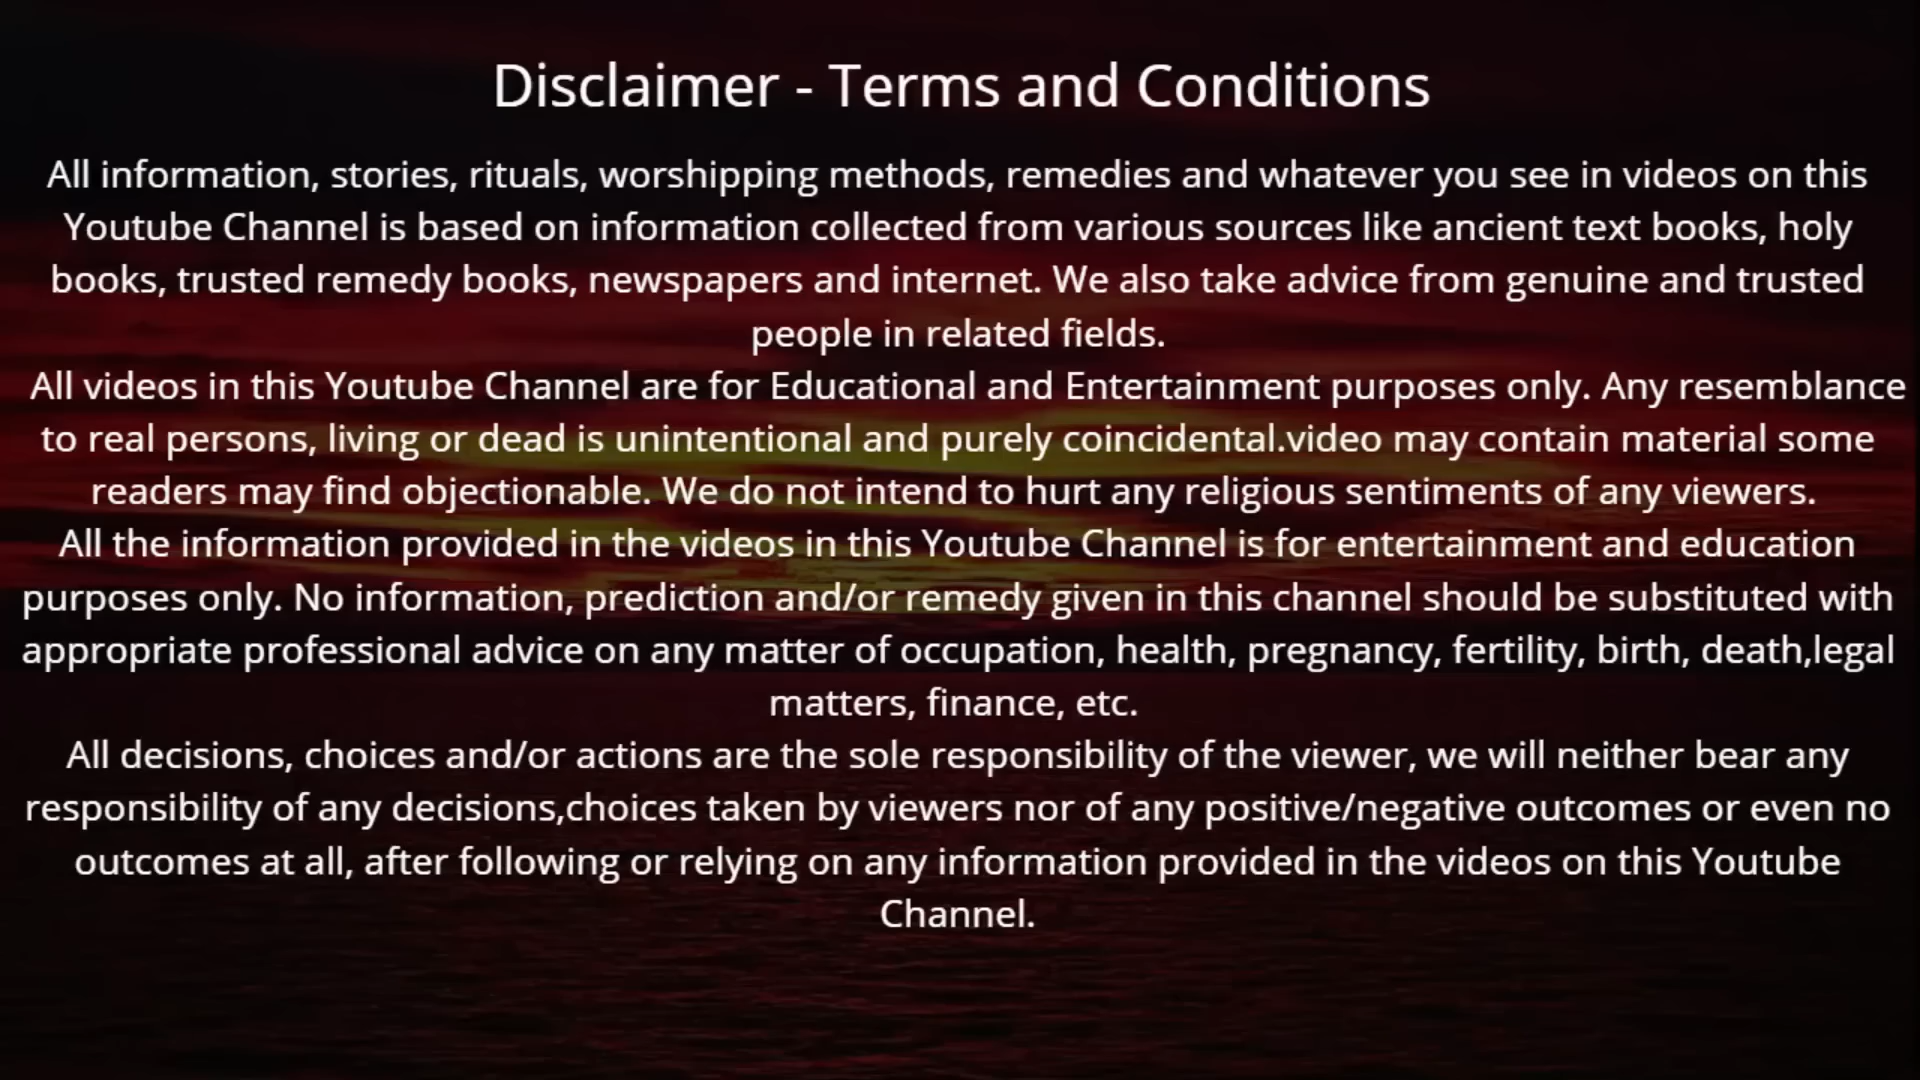 Disclaimer - Terms and Conditions
All information, stories, rituals, worshipping methods, remedies and whatever you see in videos on this
Youtube Channel is based on information collected from various sources like ancient text books, holy
books, trusted remedy books, newspapers and internet. We also take advice from genuine and trusted
people in related fields.
All videos in this Youtube Channel are for Educational and Entertainment purposes only. Any resemblance
to real persons, living or dead is unintentional and purely coincidental.video may contain material some
readers may find objectionable. We do not intend to hurt any religious sentiments of any viewers.
All the information provided in the videos in this Youtube Channel is for entertainment and education
purposes only. No information, prediction and/or remedy given in this channel should be substituted with
appropriate professional advice on any matter of occupation, health, pregnancy, fertility, birth, death,legal
matters, finance, etc.
All decisions, choices and/or actions are the sole responsibility of the viewer, we will neither bear any
responsibility of any decisions,choices taken by viewers nor of any positive/negative outcomes or even no
outcomes at all, after following or relying on any information provided in the videos on this Youtube
Channel.